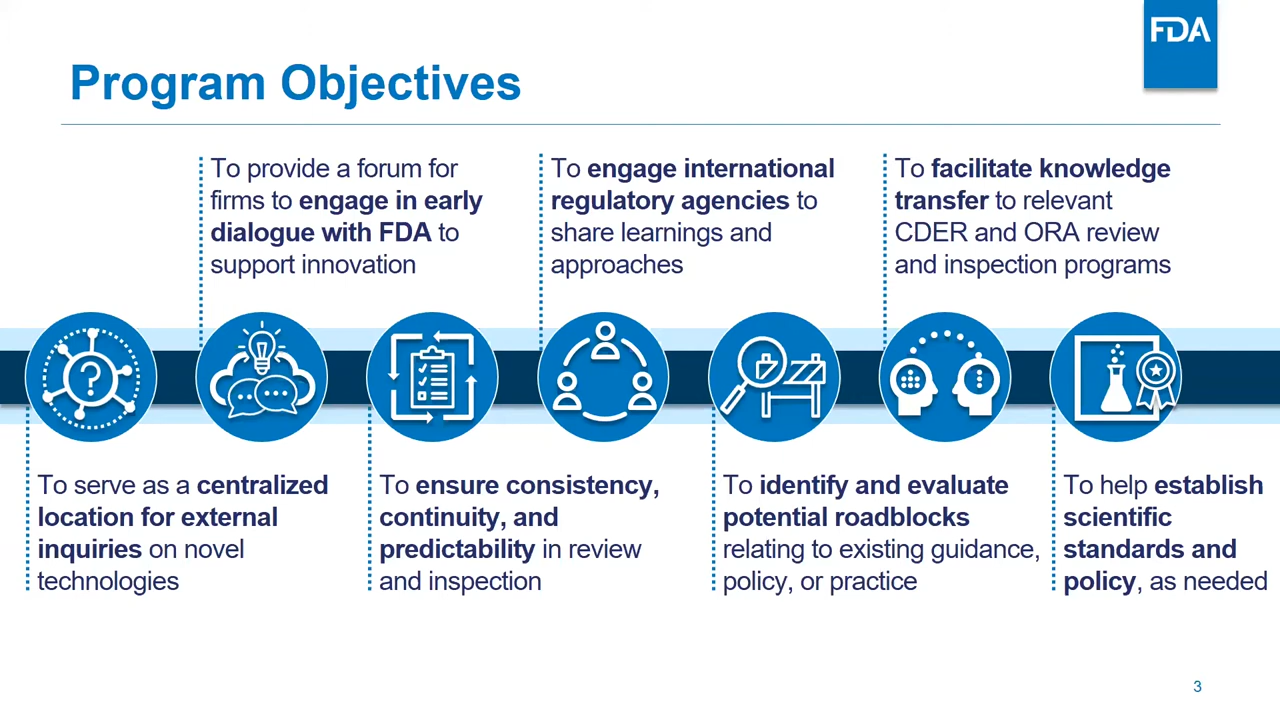 FDA
Program Objectives
To serve as a centralized
location for external
inquiries on novel
technologies
To provide a forum for
firms to engage in early
dialogue with FDA to
support innovation
To ensure consistency,
continuity, and
predictability in review
and inspection
To engage international
regulatory agencies to
share learnings and
approaches
To identify and evaluate
potential roadblocks
relating to existing guidance,
policy, or practice
To facilitate knowledge
transfer to relevant
CDER and ORA review
and inspection programs
To help establish
scientific
standards and
policy, as needed
?
3